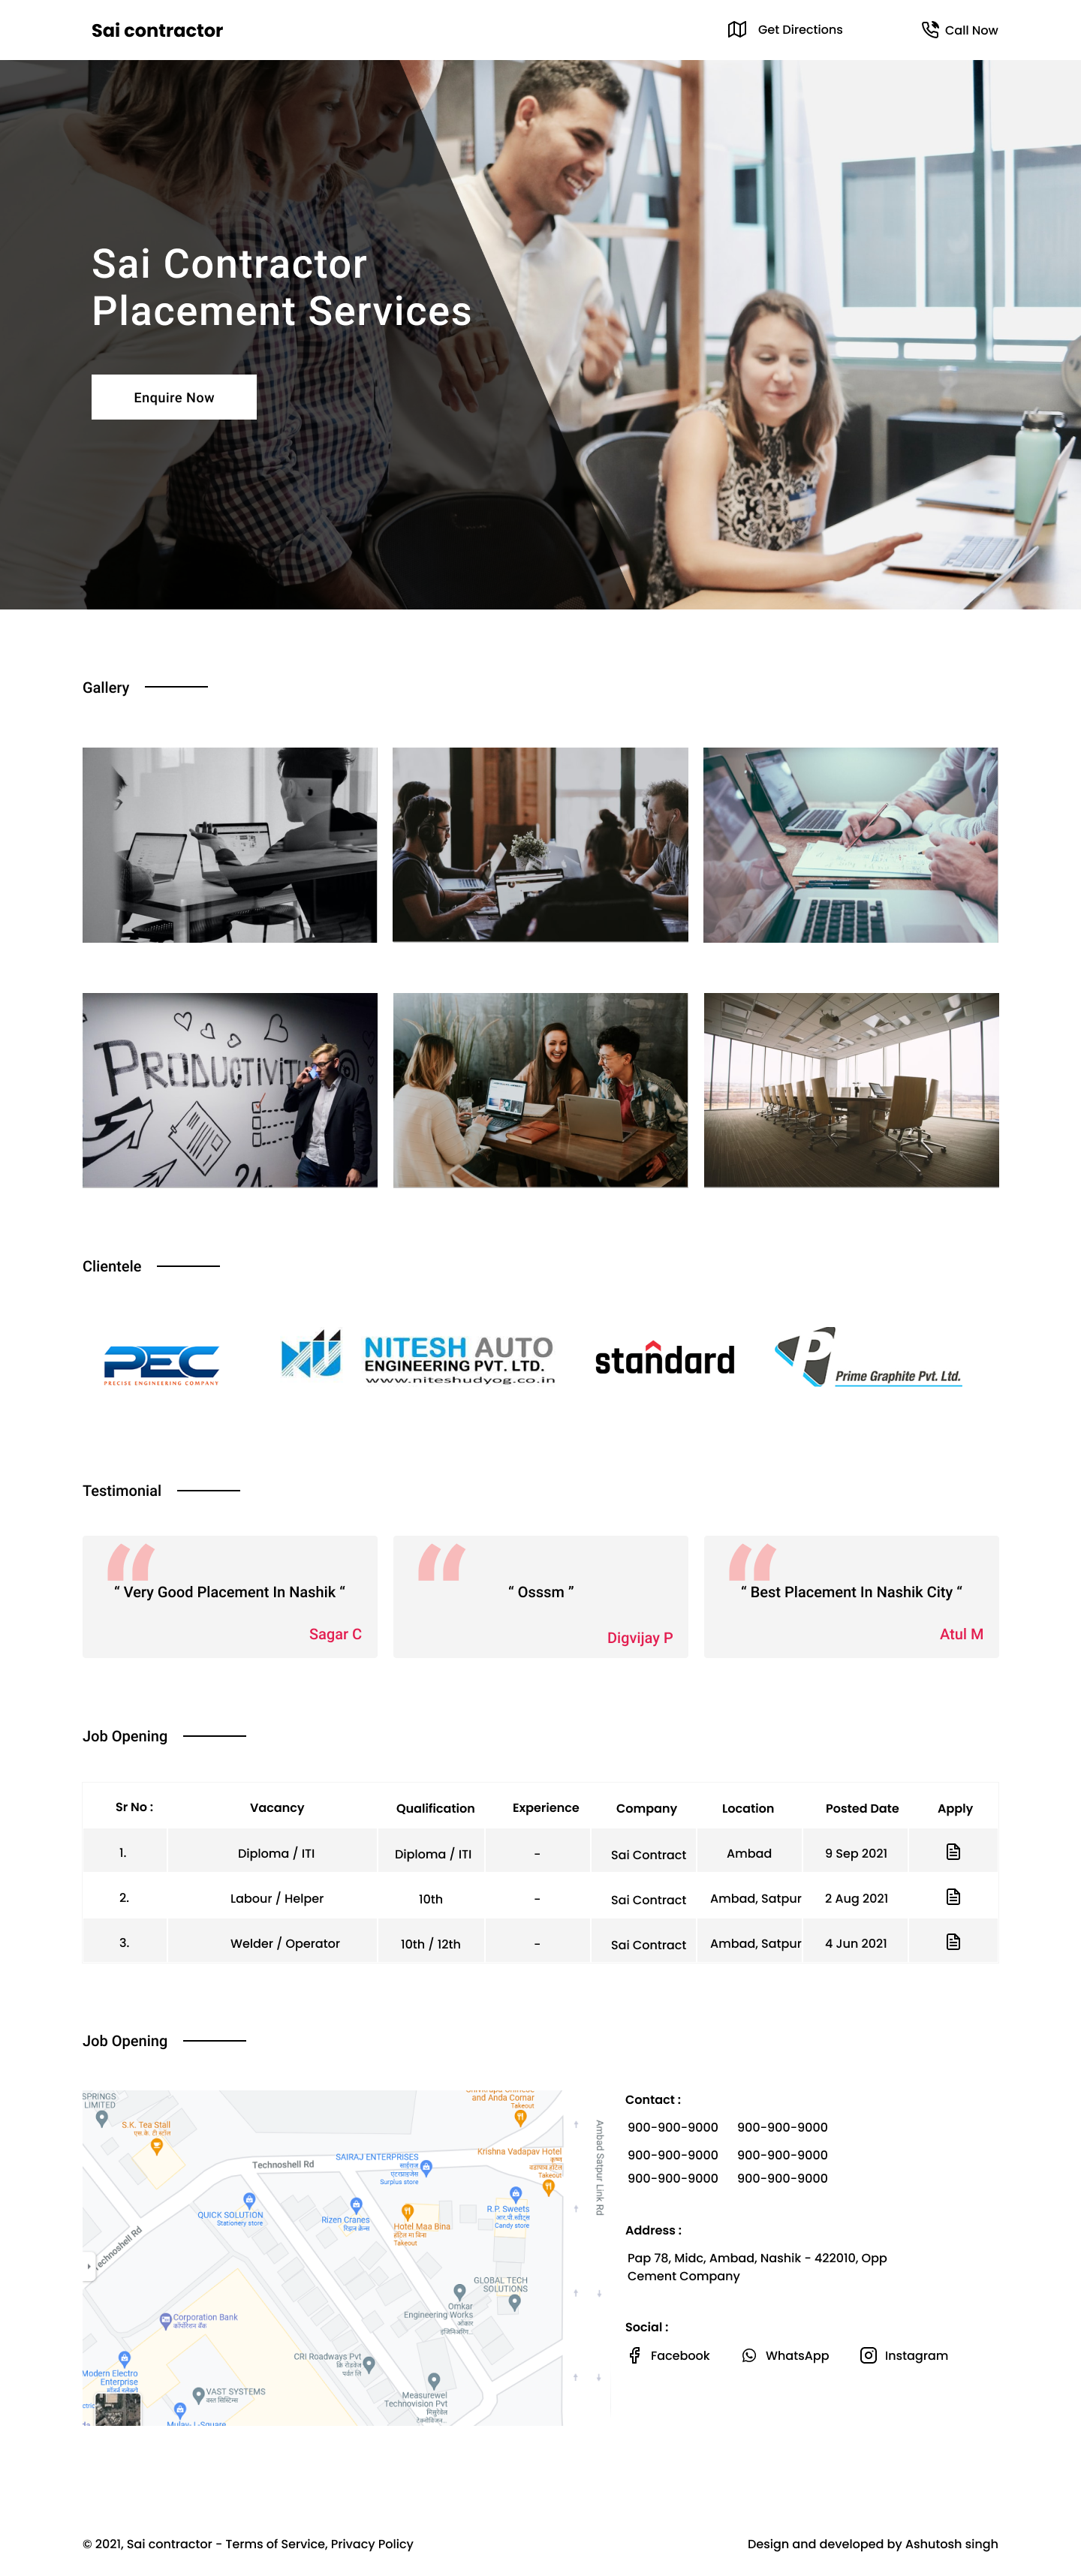 Sai contractor
Get Directions
Call Now
Sai Contractor
Placement Services
Enquire Now
Gallery
PRODUCTIVITY
Clientele
PEC
PRECISE ENGINEERING COMPANY
NITESH AUTO
ENGINEERING PVT. LTD.
www.niteshudyog.co.in
standard
P
Prime Graphite Pvt. Ltd.
Testimonial
“ Very Good Placement In Nashik “
Sagar C
“ Osssm ”
Digvijay P
“ Best Placement In Nashik City “
Atul M
Job Opening
Sr No : Vacancy Qualification Experience Company Location Posted Date Apply
1. Diploma / ITI Diploma / ITI - Sai Contract Ambad 9 Sep 2021
2. Labour / Helper 10th - Sai Contract Ambad, Satpur 2 Aug 2021
3. Welder / Operator 10th / 12th - Sai Contract Ambad, Satpur 4 Jun 2021
Job Opening
SPRINGS
LIMITED
S.K. Tea Stall
एस के. टी स्टॉल
and Anda Comar
Takeout
Technoshell Rd
SAIRAJ ENTERPRISES
साईराज
एंटरप्राइजेस
Surplus store
Krishna Vadapav Hotel
कृष्णा
वडापाव हॉटेल
Takeout
Ambad Satpur Link Rd
QUICK SOLUTION
Stationery store
Rizen Cranes
Hotel Maa Bina
हॉटेल मा बिना
Takeout
R.P. Sweets
आर.पी.स्वीट्स
Candy store
Technoshell Rd
GLOBAL TECH
SOLUTIONS
Omkar
Engineering Works
ओंकार
Corporation Bank
कॉर्पोरेशन बँक
CRI Roadways Pvt
Modern Electro
Enterprise
VAST SYSTEMS
वास्ट सिस्टिम्स
Measurewel
Technovision Pvt
Contact :
900-900-9000 900-900-9000
900-900-9000 900-900-9000
900-900-9000 900-900-9000
Address :
Pap 78, Midc, Ambad, Nashik - 422010, Opp
Cement Company
Social :
Facebook WhatsApp Instagram
© 2021, Sai contractor - Terms of Service, Privacy Policy
Design and developed by Ashutosh singh